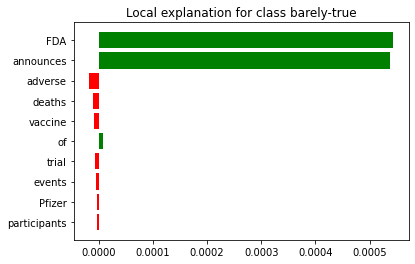 Local explanation for class barely-true
FDA
announces
adverse
deaths
vaccine
of
trial
events
Pfizer
participants
0.0000 0.0001 0.0002 0.0003 0.0004 0.0005